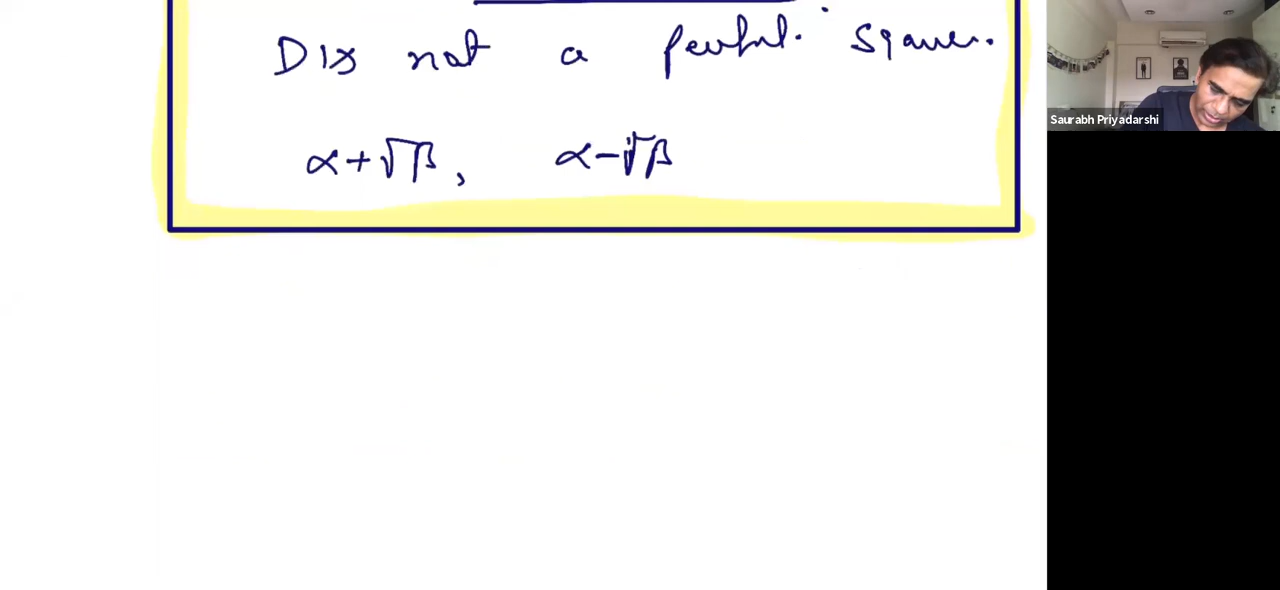 D is not a perfect square.
α+√β, α-√β
Saurabh Priyadarshi